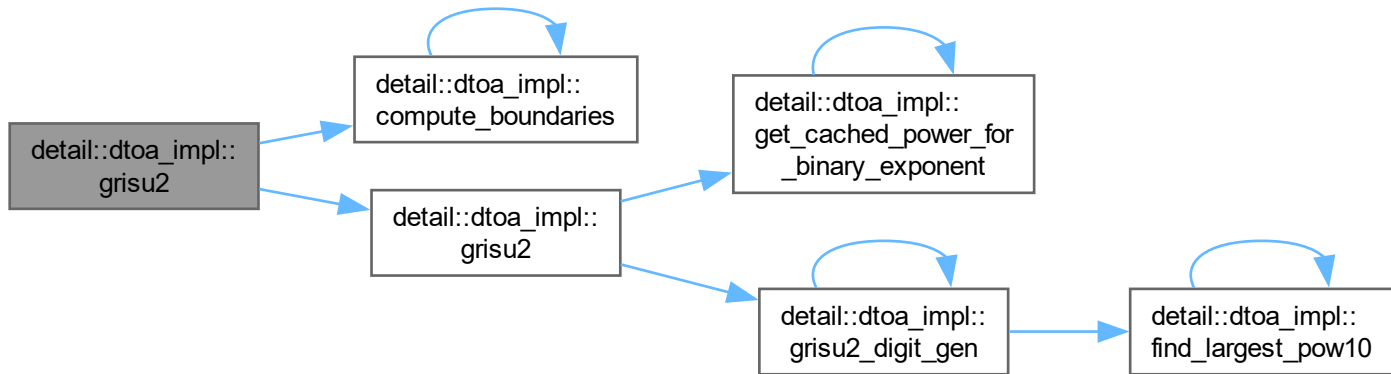 detail::dtoa_impl::
grisu2
detail::dtoa_impl::
compute_boundaries
detail::dtoa_impl::
grisu2
detail::dtoa_impl::
get_cached_power_for
_binary_exponent
detail::dtoa_impl::
grisu2_digit_gen
detail::dtoa_impl::
find_largest_pow10